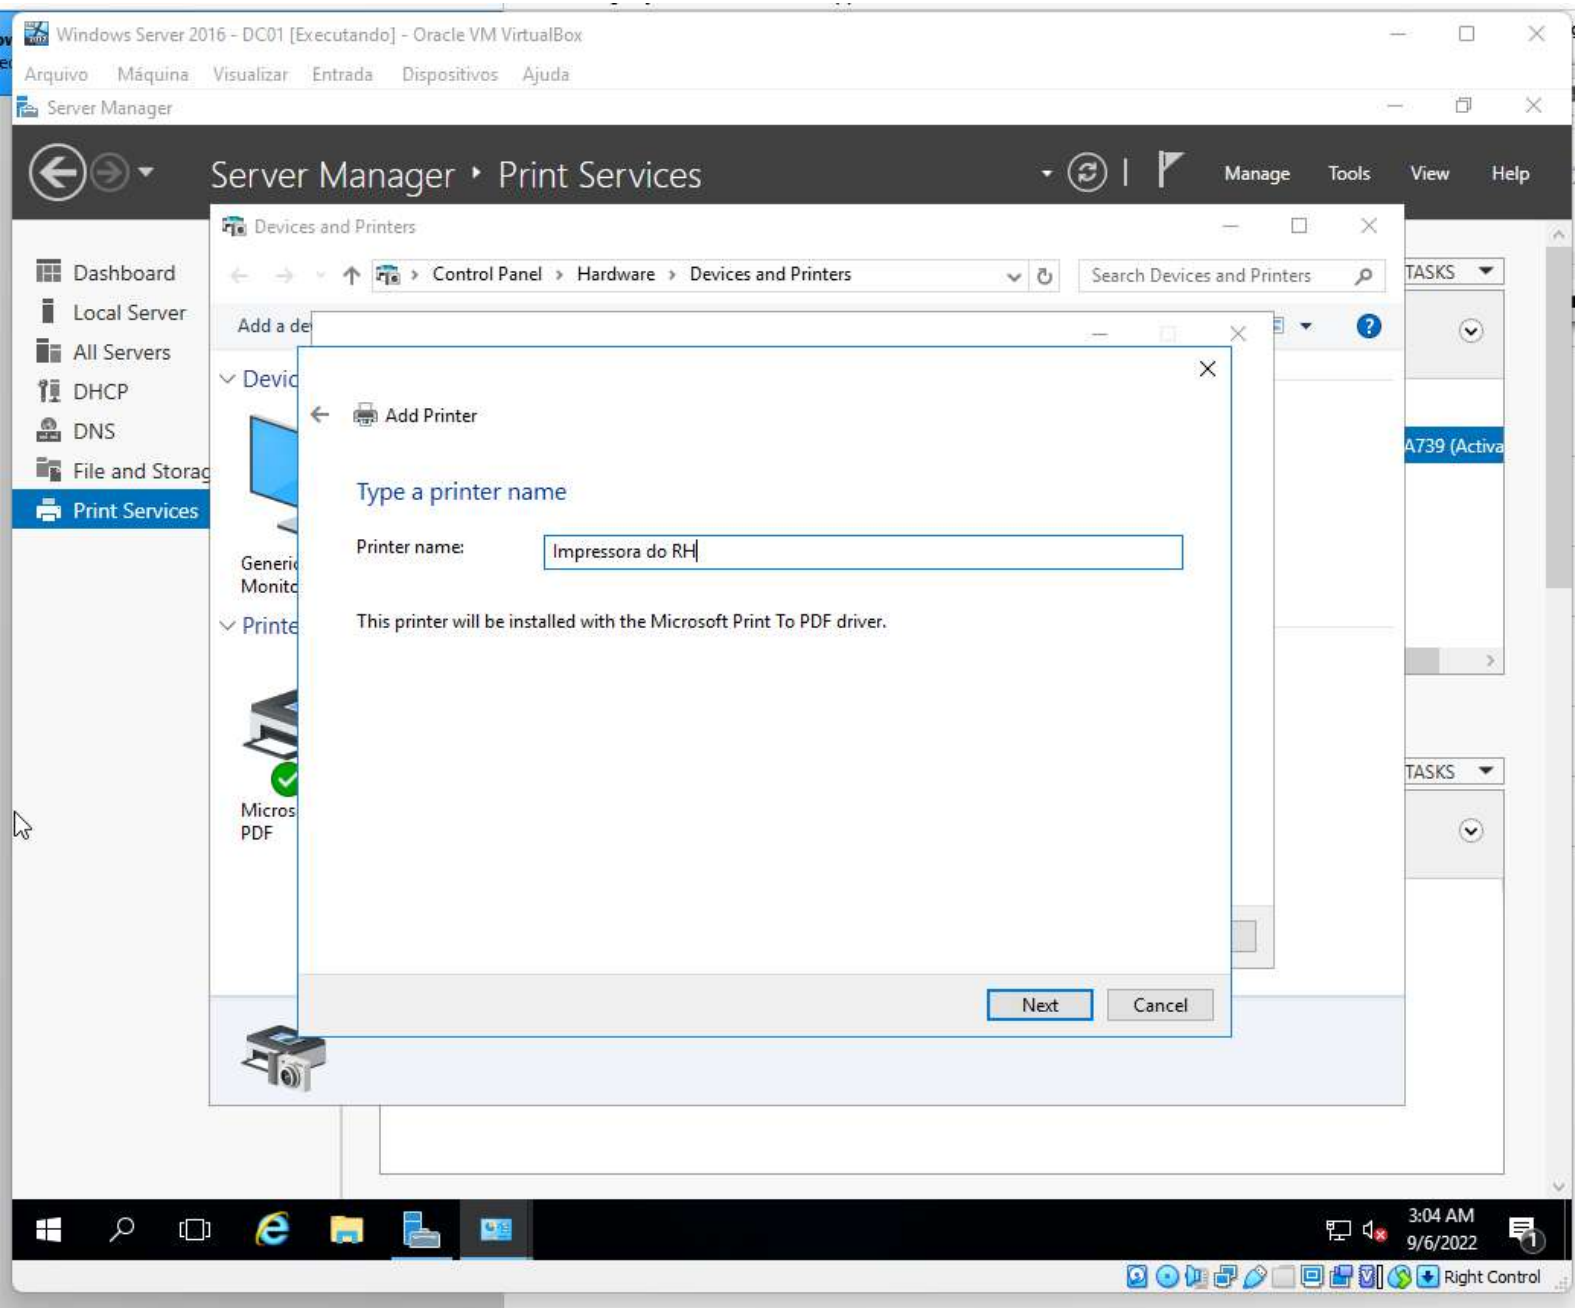 Windows Server 2016 - DC01 [Executando] - Oracle VM VirtualBox
Arquivo Máquina Visualizar Entrada Dispositivos Ajuda
Server Manager
Server Manager Print Services
Manage Tools View Help
Devices and Printers
Control Panel > Hardware > Devices and Printers
Search Devices and Printers
TASKS
Dashboard
Local Server
All Servers
DHCP
DNS
File and Storag
Print Services
Add a de
Devic
Generic
Monito
Printe
Micros
PDF
A739 (Activa
Add Printer
Type a printer name
Printer name:
Impressora do RH
This printer will be installed with the Microsoft Print To PDF driver.
Next
Cancel
TASKS
3:04 AM
9/6/2022
1
Right Control